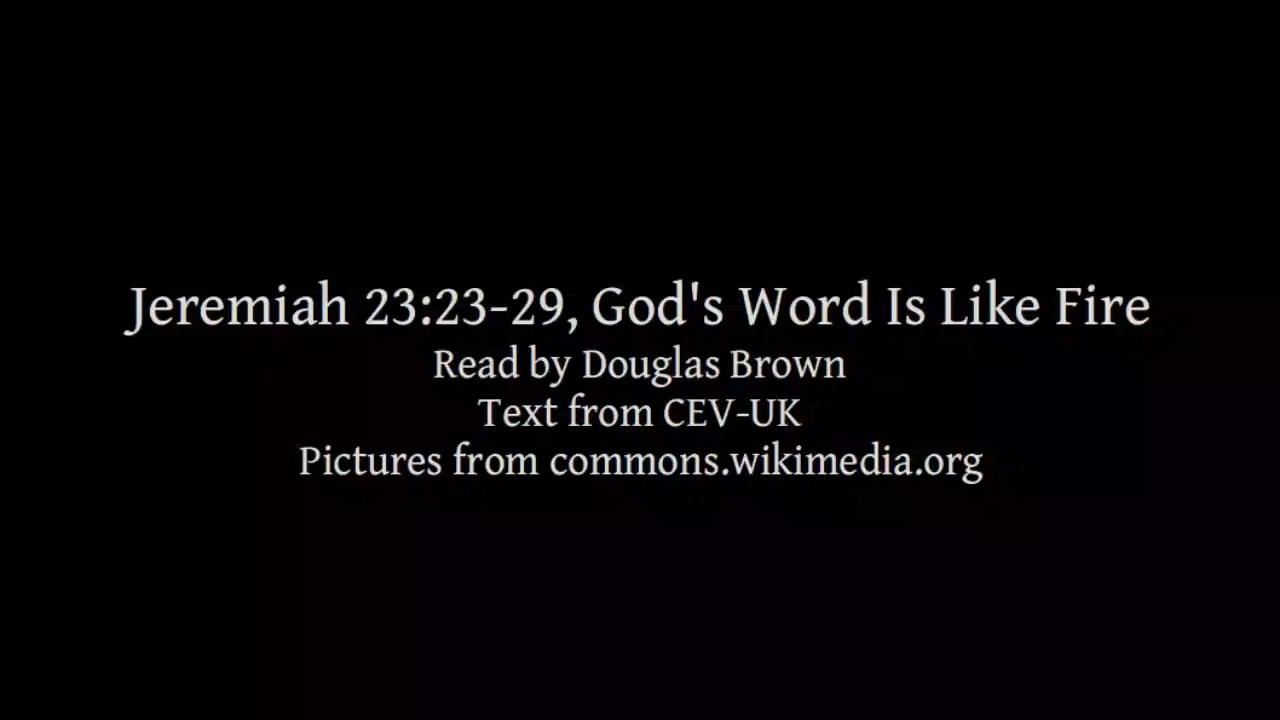 Jeremiah 23:23-29, God's Word Is Like Fire
Read by Douglas Brown
Text from CEV-UK
Pictures from commons.wikimedia.org